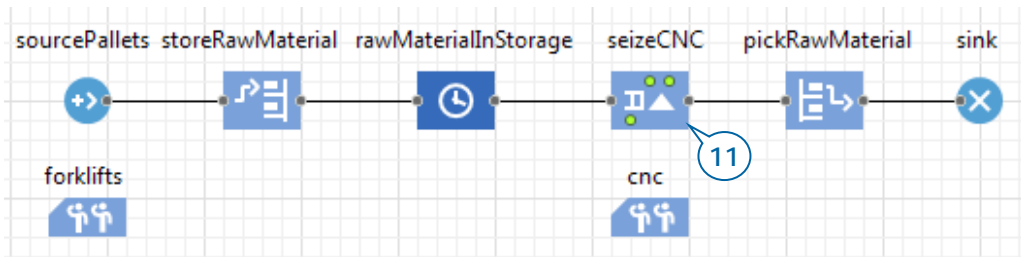 sourcePallets storeRawMaterial rawMaterialInStorage seizeCNC pickRawMaterial sink
11
forklifts cnc